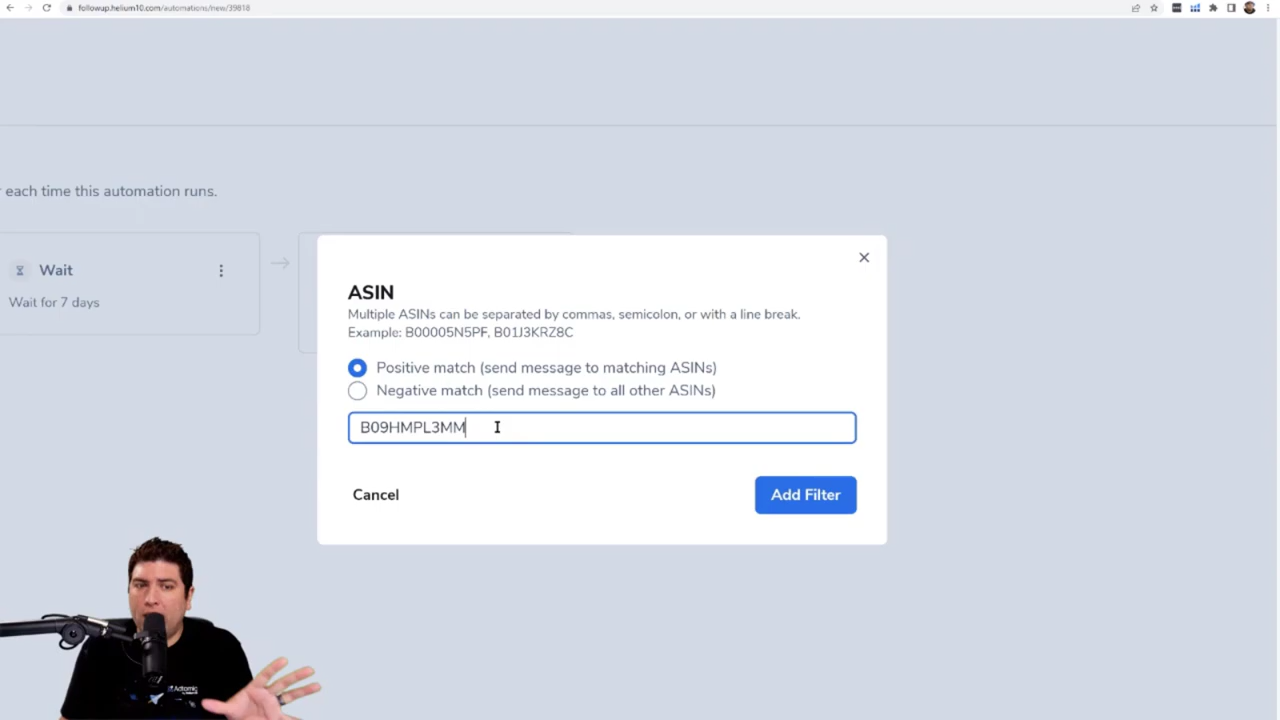 followup.helium10.com/automations/new/39818
r each time this automation runs.
Wait
Wait for 7 days
ASIN
Multiple ASINs can be separated by commas, semicolon, or with a line break.
Example: B00005N5PF, B01J3KRZ8C
Positive match (send message to matching ASINs)
Negative match (send message to all other ASINs)
B09HMPL3MM
Cancel
Add Filter